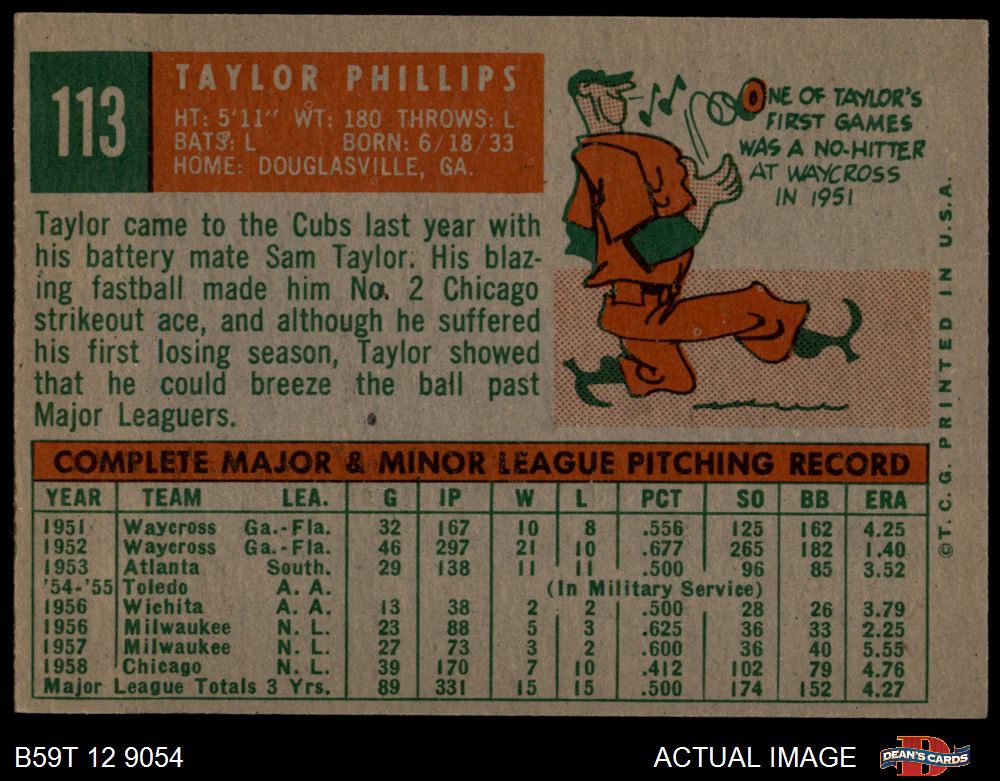 113
TAYLOR PHILLIPS
HT: 5'11" WT: 180 THROWS: L
BATS: L BORN: 6/18/33
HOME: DOUGLASVILLE, GA.
ONE OF TAYLOR'S
FIRST GAMES
WAS A NO-HITTER
AT WAYCROSS
IN 1951
Taylor came to the Cubs last year with
his battery mate Sam Taylor. His blaz-
ing fastball made him No. 2 Chicago
strikeout ace, and although he suffered
his first losing season, Taylor showed
that he could breeze the ball past
Major Leaguers.
©T.C.G. PRINTED IN U.S.A.
COMPLETE MAJOR & MINOR LEAGUE PITCHING RECORD
YEAR TEAM LEA. G IP W L PCT SO BB ERA
1951 Waycross Ga.-Fla. 32 167 10 8 .556 125 162 4.25
1952 Waycross Ga.-Fla. 46 297 21 10 .677 265 182 1.40
1953 Atlanta South. 29 138 11 11 .500 96 85 3.52
'54-'55 Toledo A. A. (In Military Service)
1956 Wichita A. A. 13 38 2 2 .500 28 26 3.79
1956 Milwaukee N. L. 23 88 5 3 .625 36 33 2.25
1957 Milwaukee N. L. 27 73 3 2 .600 36 40 5.55
1958 Chicago N. L. 39 170 7 10 .412 102 79 4.76
Major League Totals 3 Yrs. 89 331 15 15 .500 174 152 4.27
B59T 12 9054
ACTUAL IMAGE
DEAN'S CARDS